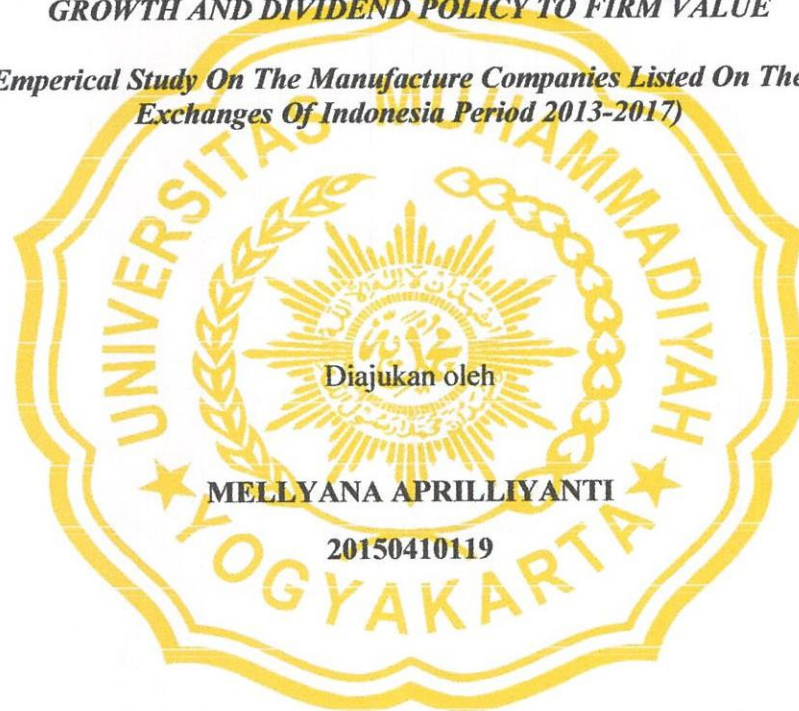 GROWTH AND DIVIDEND POLICY TO FIRM VALUE
Emperical Study On The Manufacture Companies Listed On The
Exchanges Of Indonesia Period 2013-2017)
UNIVERSITAS MUHAMMADIYAH
Diajukan oleh
MELLYANA APRILLIYANTI
20150410119
★ YOGYAKARTA ★